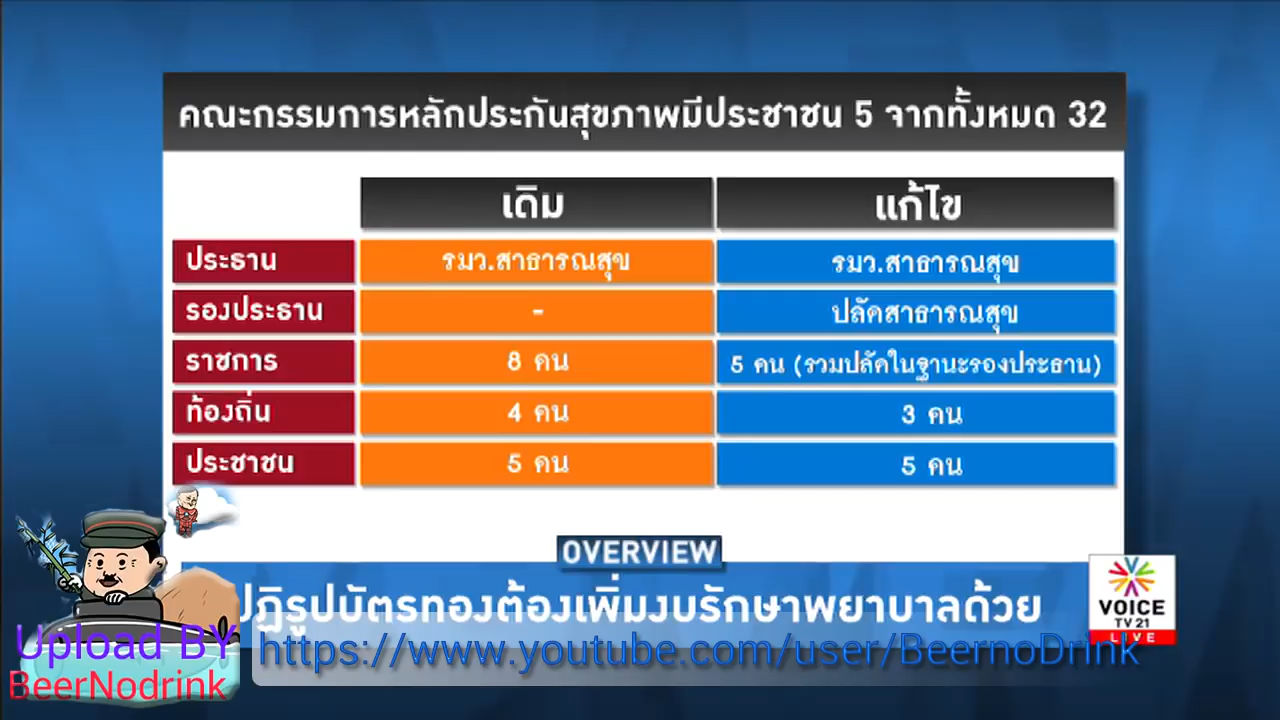 คณะกรรมการหลักประกันสุขภาพมีประชาชน 5 จากทั้งหมด 32
เดิม แก้ไข
ประธาน รมว.สาธารณสุข รมว.สาธารณสุข
รองประธาน - ปลัดสาธารณสุข
ราชการ 8 คน 5 คน (รวมปลัดในฐานะรองประธาน)
ท้องถิ่น 4 คน 3 คน
ประชาชน 5 คน 5 คน
OVERVIEW
ปฏิรูปบัตรทองต้องเพิ่มงบรักษาพยาบาลด้วย
VOICE
TV 21
LIVE
Upload BY https://www.youtube.com/user/BeernoDrink
BeerNodrink